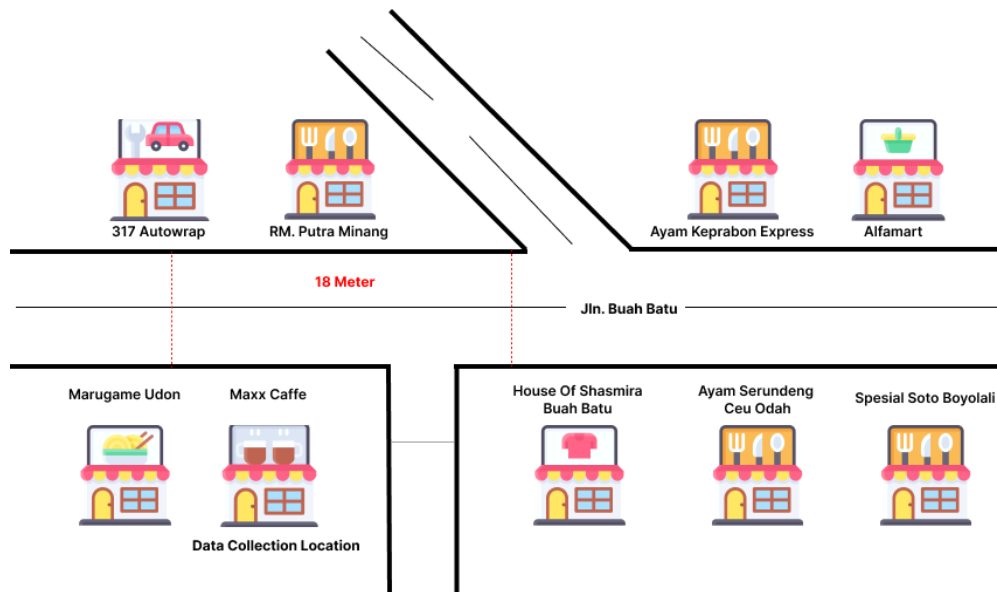 317 Autowrap
RM. Putra Minang
Ayam Keprabon Express
Alfamart
18 Meter
Jln. Buah Batu
Marugame Udon
Maxx Caffe
House Of Shasmira
Buah Batu
Ayam Serundeng
Ceu Odah
Spesial Soto Boyolali
Data Collection Location